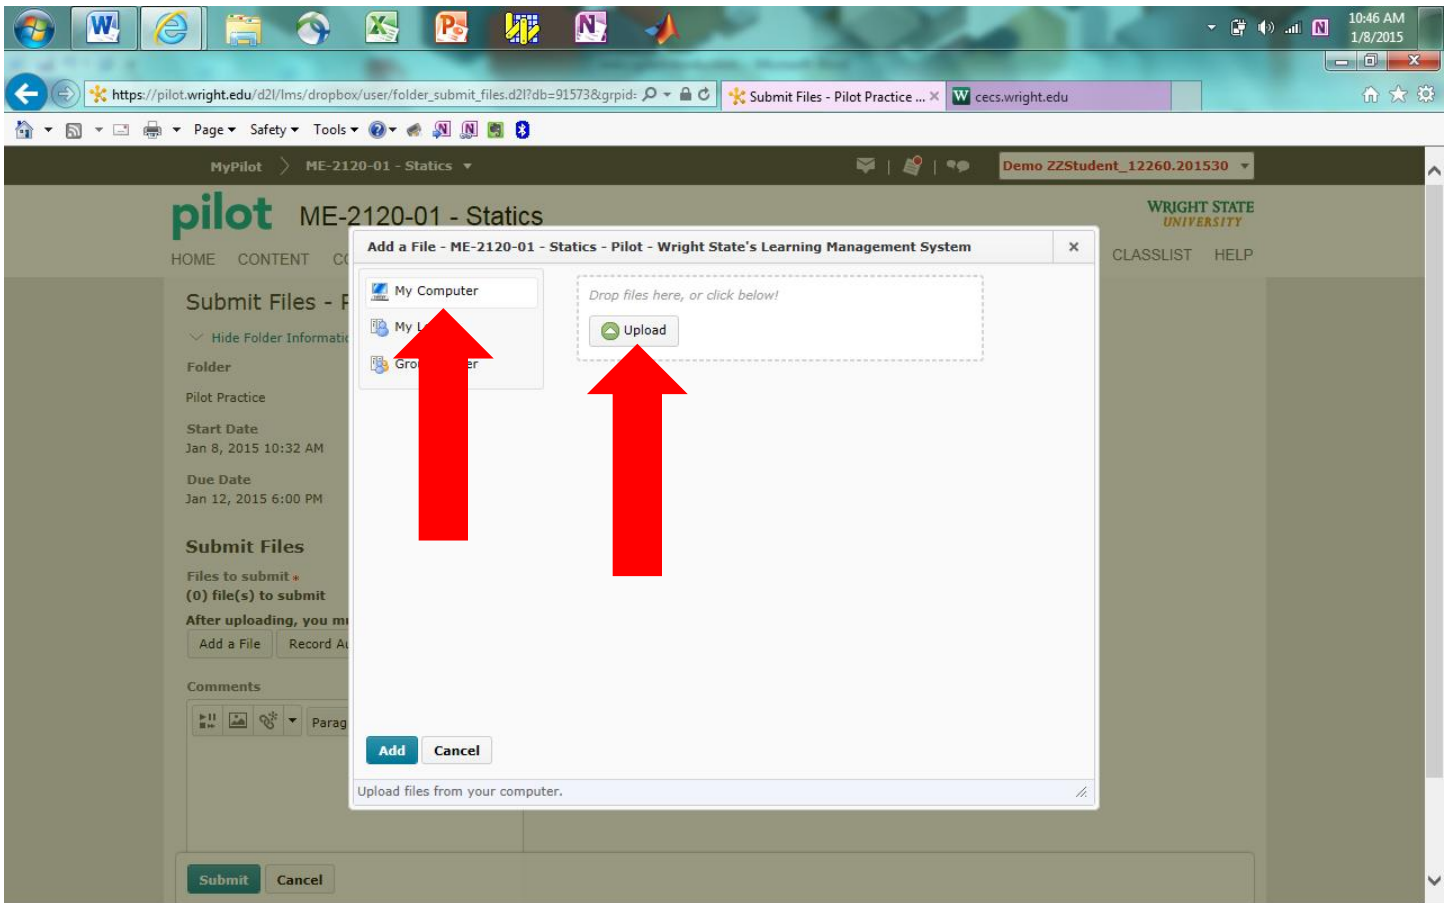 10:46 AM
1/8/2015
https://pilot.wright.edu/d2l/lms/dropbox/user/folder_submit_files.d2l?db=91573&grpid=
Submit Files - Pilot Practice ...
cecs.wright.edu
Page
Safety
Tools
MyPilot
ME-2120-01 - Statics
Demo ZZStudent_12260.201530
pilot
ME-2120-01 - Statics
WRIGHT STATE
UNIVERSITY
HOME
CONTENT
CLASSLIST
HELP
Add a File - ME-2120-01 - Statics - Pilot - Wright State's Learning Management System
My Computer
Drop files here, or click below!
Upload
My
Submit Files -
Hide Folder
Folder
Pilot Practice
Start Date
Jan 8, 2015 10:32 AM
Due Date
Jan 12, 2015 6:00 PM
Submit Files
Files to submit *
(0) file(s) to submit
After uploading, you
Add a File
Record
Comments
Add
Cancel
Upload files from your computer.
Submit
Cancel